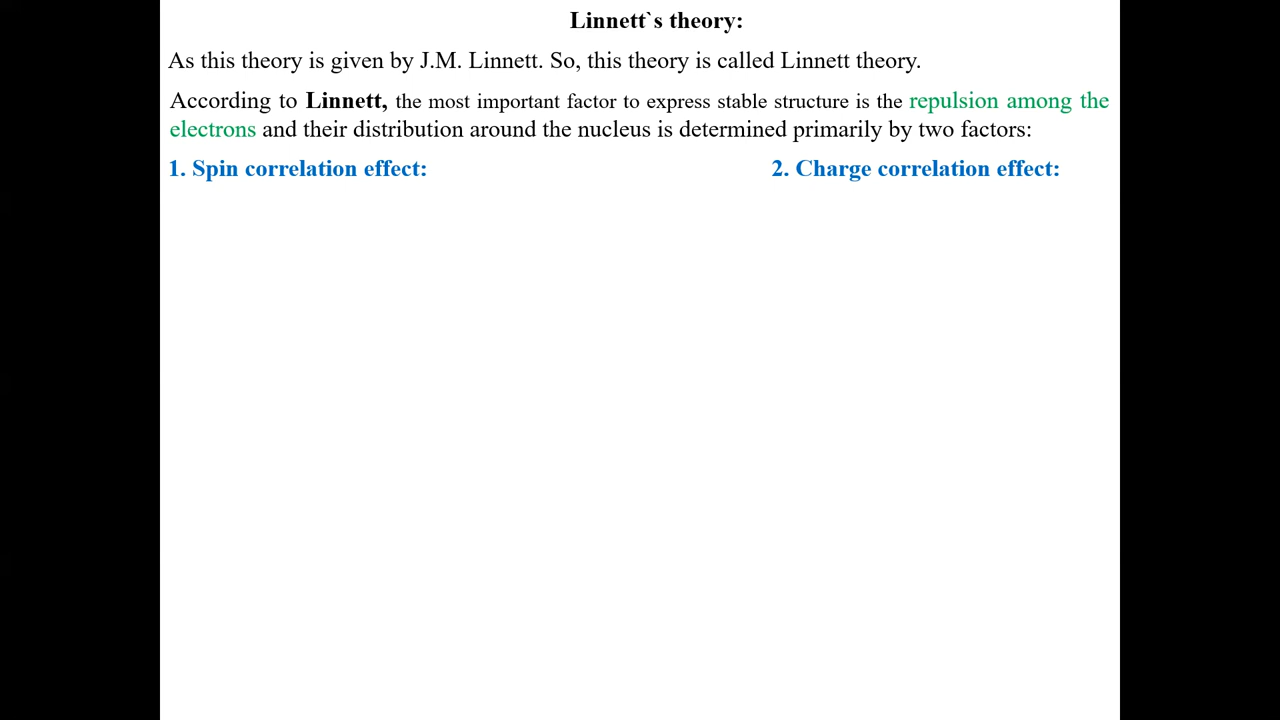 Linnett`s theory:
As this theory is given by J.M. Linnett. So, this theory is called Linnett theory.
According to Linnett, the most important factor to express stable structure is the repulsion among the
electrons and their distribution around the nucleus is determined primarily by two factors:
1. Spin correlation effect: 2. Charge correlation effect: